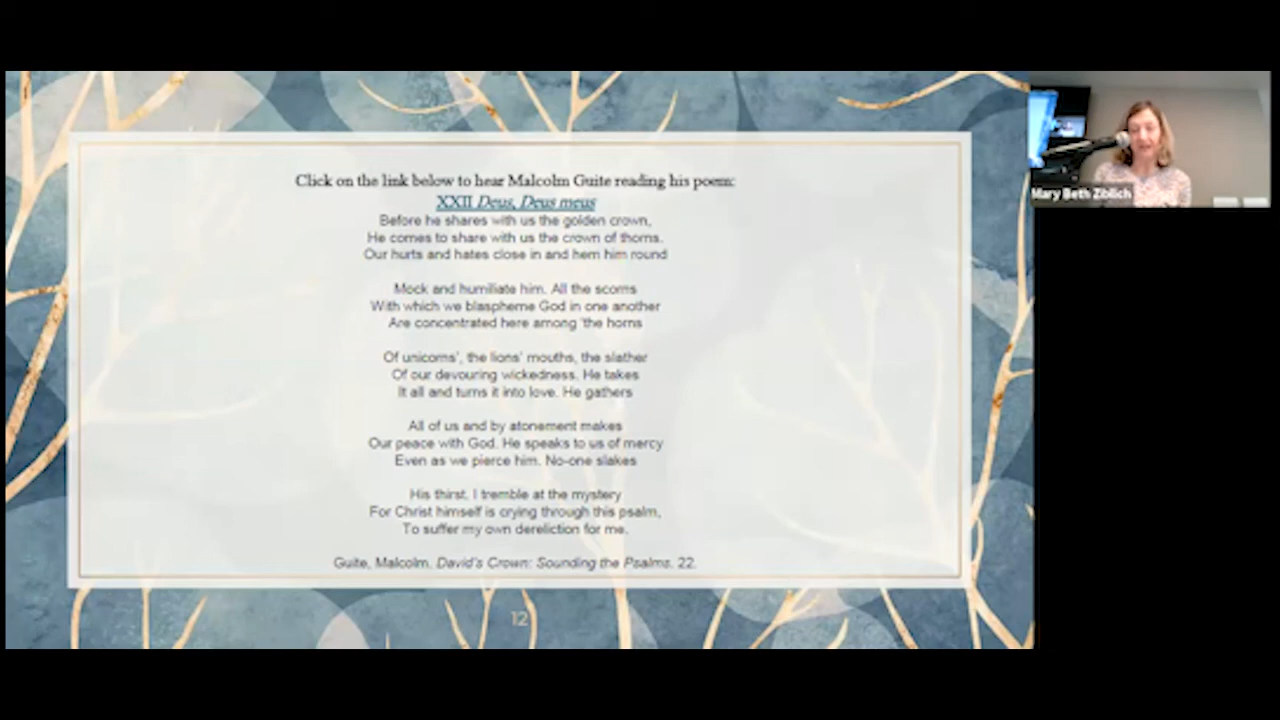 Click on the link below to hear Malcolm Guite reading his poem:
XXII Deus, Deus meus
Before he shares with us the golden crown,
He comes to share with us the crown of thorns.
Our hurts and hates close in and hem him round
Mock and humiliate him. All the scorns
With which we blaspheme God in one another
Are concentrated here among 'the horns
Of unicorns', the lions' mouths, the slather
Of our devouring wickedness. He takes
It all and turns it into love. He gathers
All of us and by atonement makes
Our peace with God. He speaks to us of mercy
Even as we pierce him. No-one slakes
His thirst. I tremble at the mystery
For Christ himself is crying through this psalm,
To suffer my own dereliction for me.
Guite, Malcolm. David's Crown: Sounding the Psalms. 22.
12
Mary Beth Ziblich